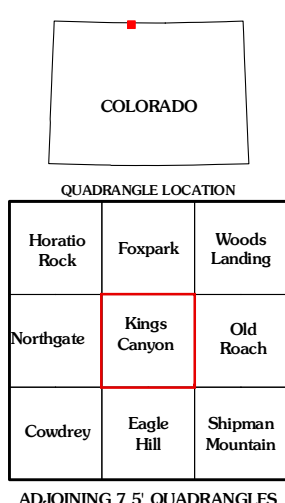 COLORADO
QUADRANGLE LOCATION
Horatio
Rock
Foxpark
Woods
Landing
Northgate
Kings
Canyon
Old
Roach
Cowdrey
Eagle
Hill
Shipman
Mountain
ADJOINING 7.5' QUADRANGLES